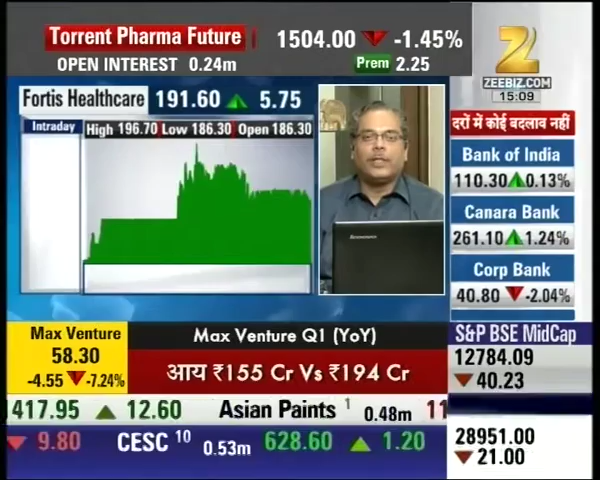 Torrent Pharma Future 1504.00 -1.45%
OPEN INTEREST 0.24m Prem 2.25
ZEEBIZ.COM
15:09
Fortis Healthcare 191.60 5.75
Intraday High 196.70 Low 186.30 Open 186.30
दरों में कोई बदलाव नहीं
Bank of India
110.30 0.13%
Canara Bank
261.10 1.24%
Corp Bank
40.80 -2.04%
lenovo
Max Venture
58.30
-4.55 -7.24%
Max Venture Q1 (YoY)
आय ₹155 Cr Vs ₹194 Cr
S&P BSE MidCap
12784.09
40.23
1417.95 12.60 Asian Paints 1 0.48m 11
9.80 CESC 10 0.53m 628.60 1.20
28951.00
21.00